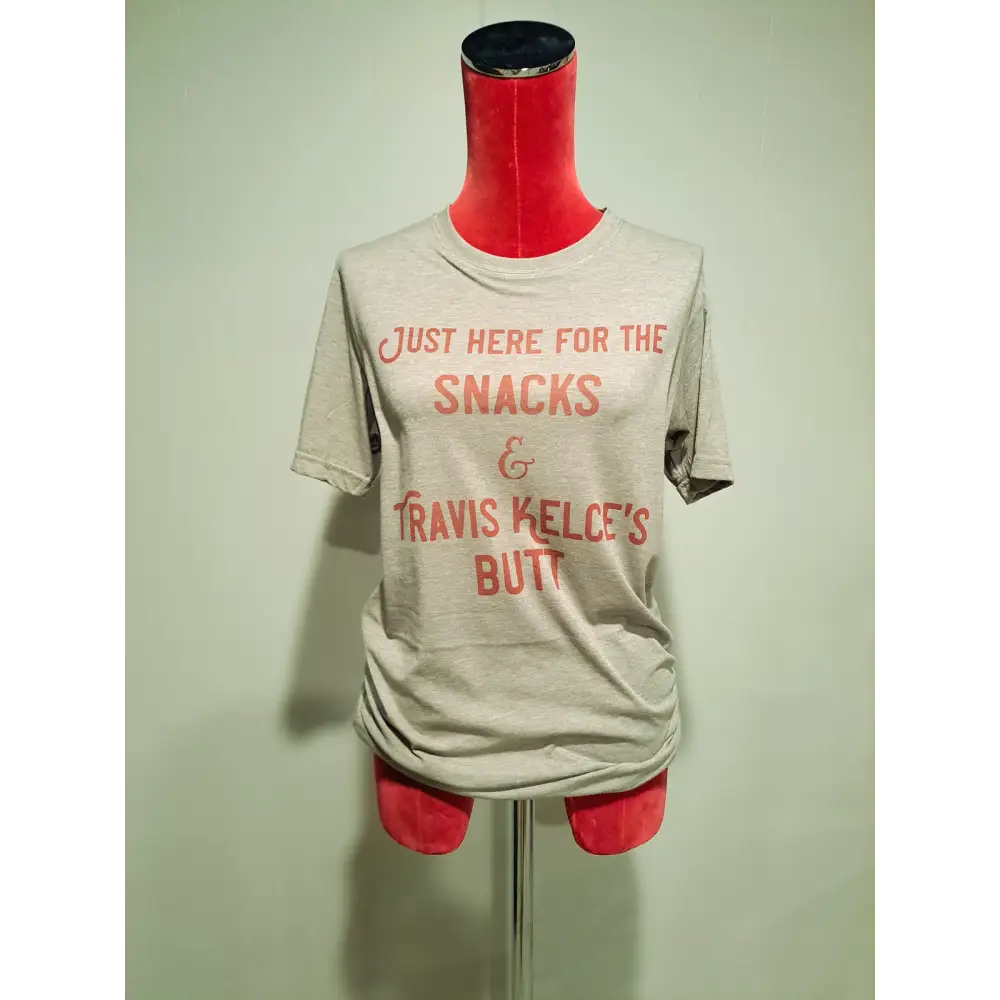 JUST HERE FOR THE
SNACKS
&
TRAVIS KELCE'S
BUTT